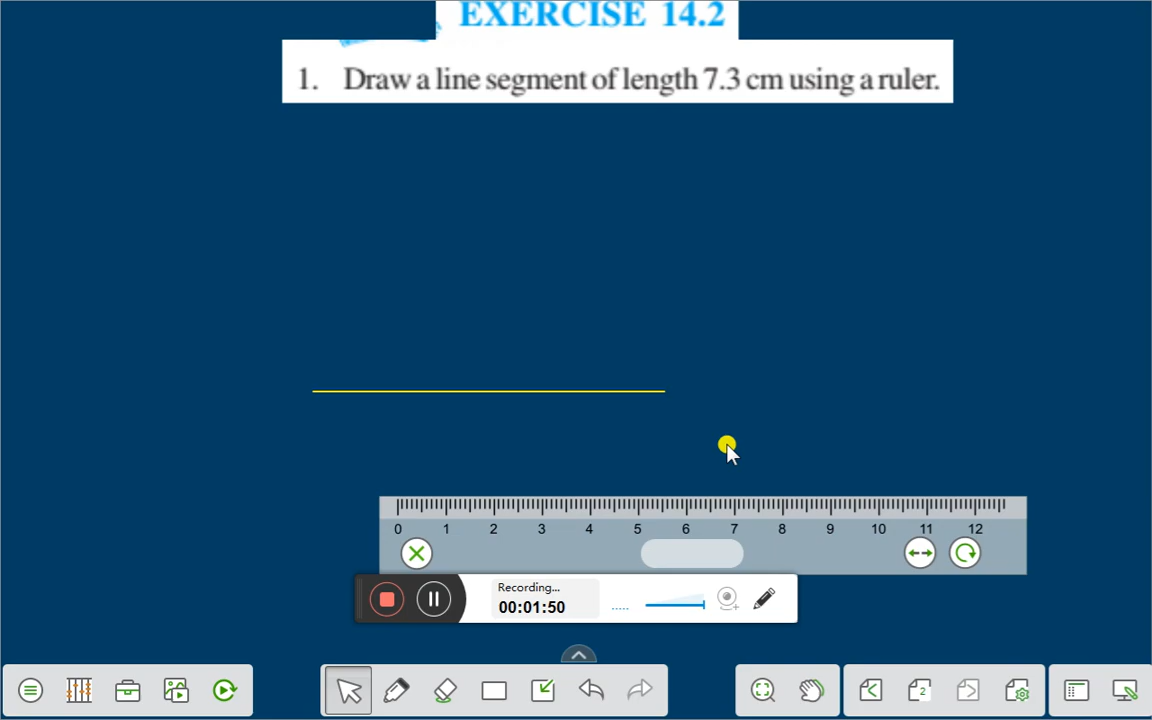 EXERCISE 14.2
1. Draw a line segment of length 7.3 cm using a ruler.
0 1 2 3 4 5 6 7 8 9 10 11 12
Recording...
00:01:50
2